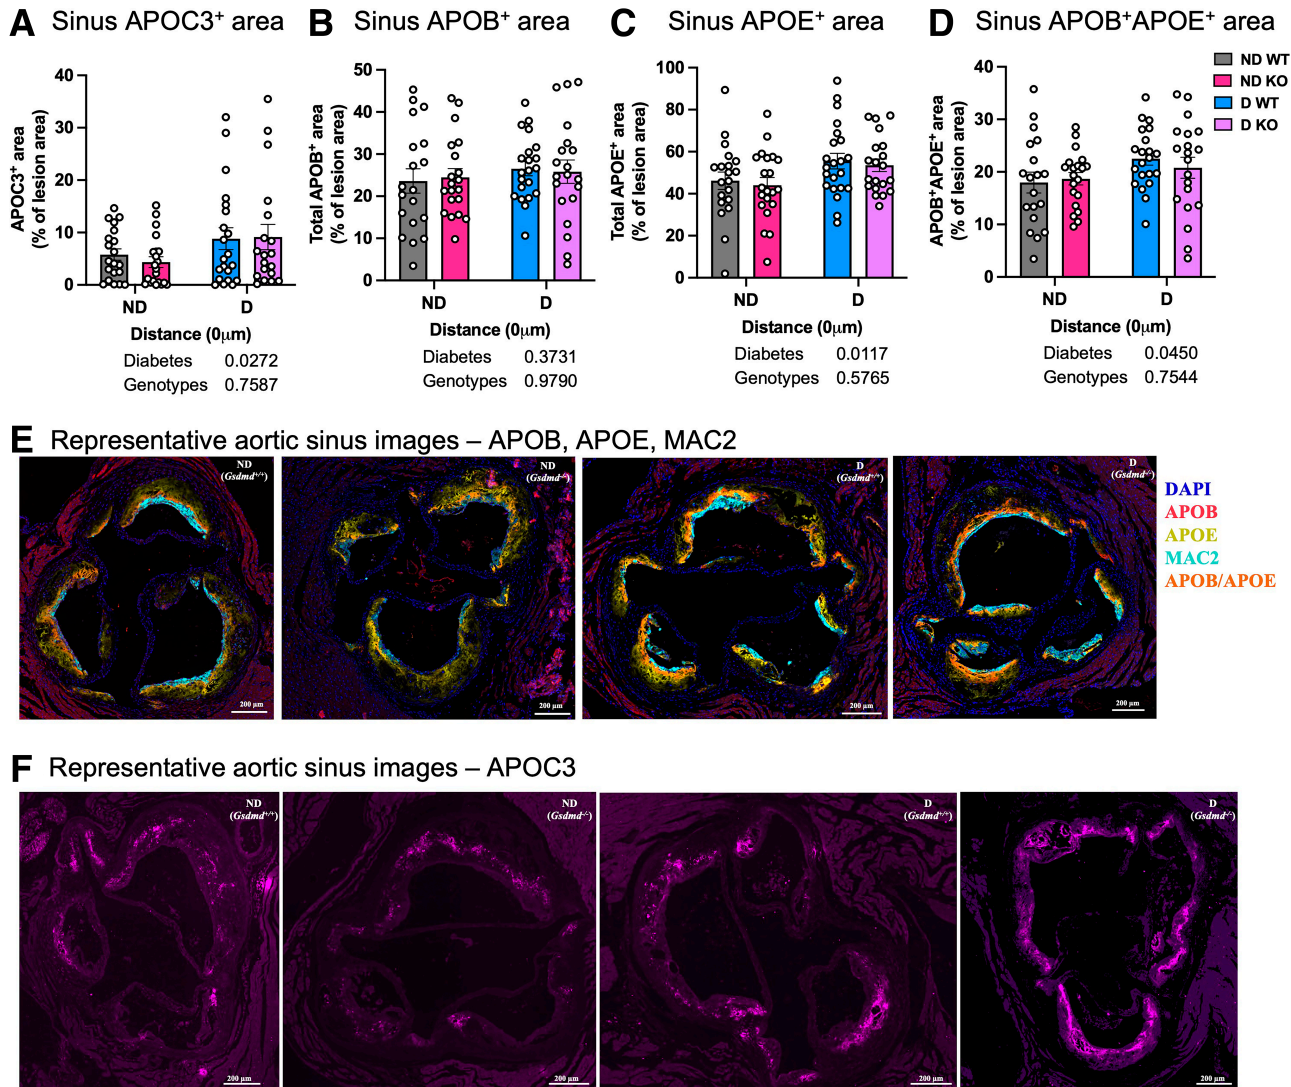 A Sinus APOC3⁺ area
B Sinus APOB⁺ area
C Sinus APOE⁺ area
D Sinus APOB⁺APOE⁺ area
ND WT
ND KO
D WT
D KO
APOC3⁺ area
(% of lesion area)
40
30
20
10
0
ND D
Distance (0μm)
Diabetes 0.0272
Genotypes 0.7587
Total APOB⁺ area
(% of lesion area)
50
40
30
20
10
0
ND D
Distance (0μm)
Diabetes 0.3731
Genotypes 0.9790
Total APOE⁺ area
(% of lesion area)
100
80
60
40
20
0
ND D
Distance (0μm)
Diabetes 0.0117
Genotypes 0.5765
APOB⁺APOE⁺ area
(% of lesion area)
40
30
20
10
0
ND D
Distance (0μm)
Diabetes 0.0450
Genotypes 0.7544
E Representative aortic sinus images – APOB, APOE, MAC2
ND
(Gsdmd⁺/⁺)
200 μm
ND
(Gsdmd⁻/⁻)
200 μm
D
(Gsdmd⁺/⁺)
200 μm
D
(Gsdmd⁻/⁻)
200 μm
DAPI
APOB
APOE
MAC2
APOB/APOE
F Representative aortic sinus images – APOC3
ND
(Gsdmd⁺/⁺)
200 μm
ND
(Gsdmd⁻/⁻)
200 μm
D
(Gsdmd⁺/⁺)
200 μm
D
(Gsdmd⁻/⁻)
200 μm